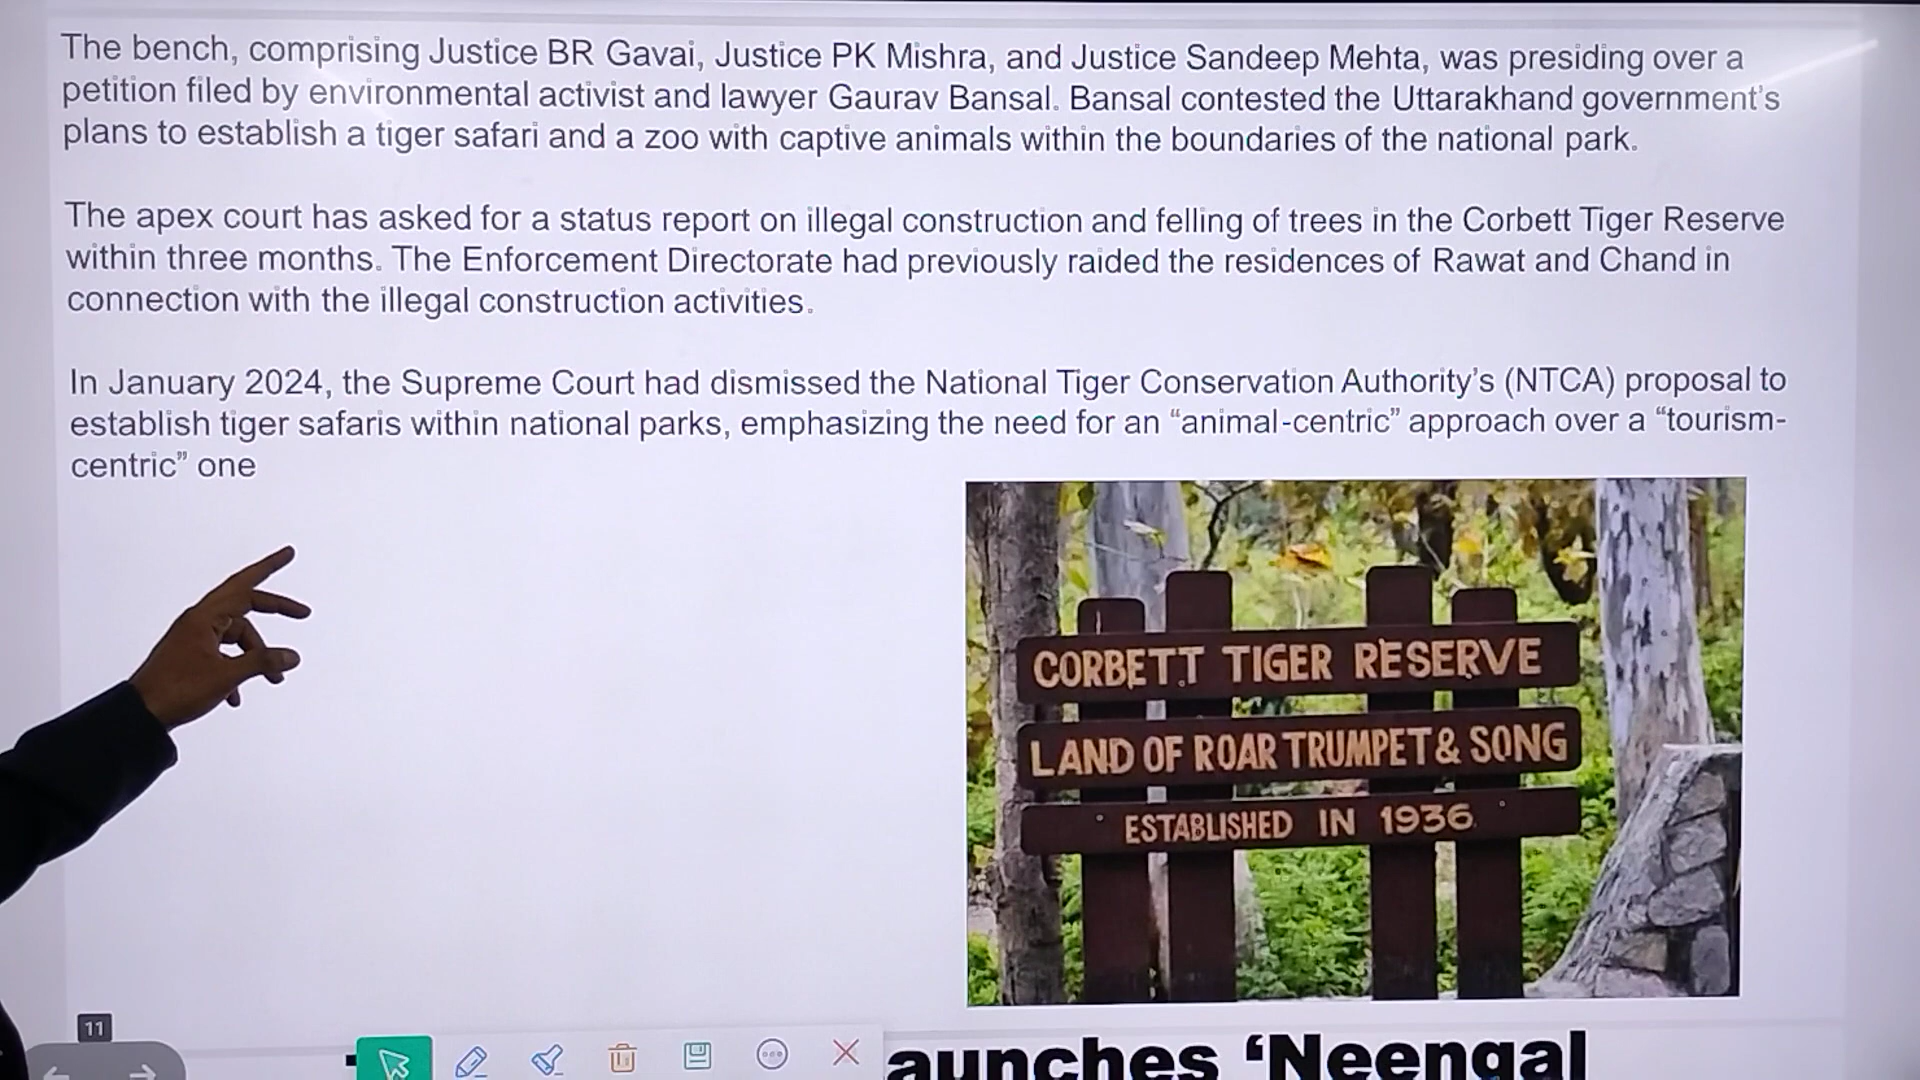 The bench, comprising Justice BR Gavai, Justice PK Mishra, and Justice Sandeep Mehta, was presiding over a
petition filed by environmental activist and lawyer Gaurav Bansal. Bansal contested the Uttarakhand government's
plans to establish a tiger safari and a zoo with captive animals within the boundaries of the national park.
The apex court has asked for a status report on illegal construction and felling of trees in the Corbett Tiger Reserve
within three months. The Enforcement Directorate had previously raided the residences of Rawat and Chand in
connection with the illegal construction activities.
In January 2024, the Supreme Court had dismissed the National Tiger Conservation Authority's (NTCA) proposal to
establish tiger safaris within national parks, emphasizing the need for an “animal-centric” approach over a “tourism-
centric” one
CORBETT TIGER RESERVE
LAND OF ROAR TRUMPET & SONG
ESTABLISHED IN 1936
11
aunches ‘Neengal